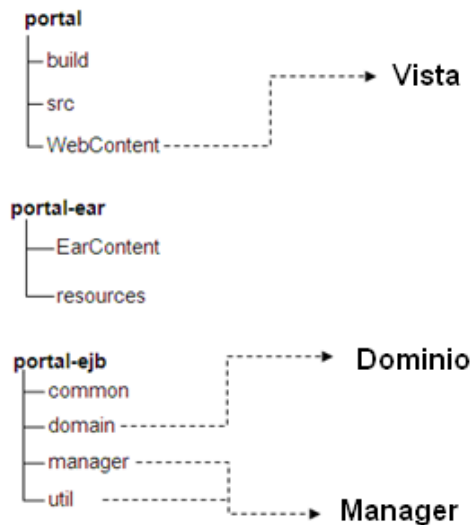 portal
build
Vista
src
WebContent
portal-ear
EarContent
resources
portal-ejb
Dominio
common
domain
manager
util
Manager